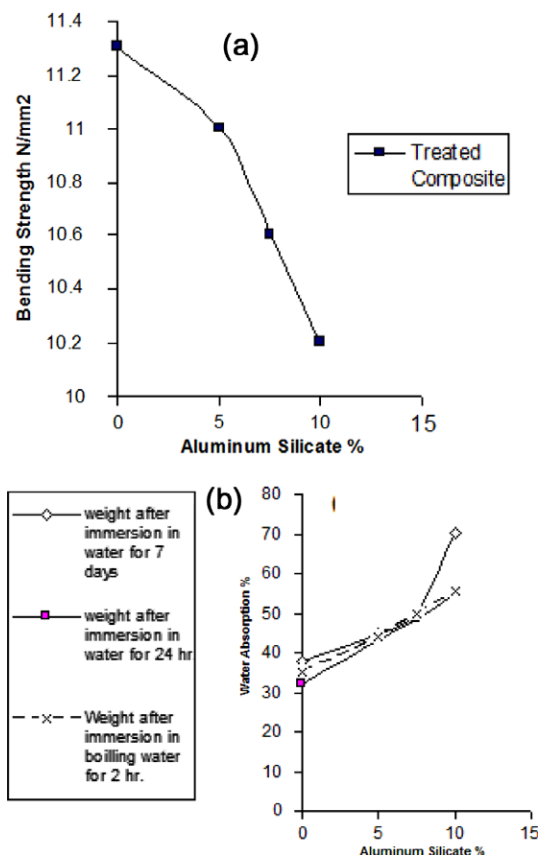 (a)
11.4
11.2
11
10.8
10.6
10.4
10.2
10
Bending Strength N/mm2
0 5 10 15
Aluminum Silicate %
Treated
Composite
(b)
weight after
immersion in
water for 7
days
weight after
immersion in
water for 24 hr
Weight after
immersion in
boilling water
for 2 hr.
80
70
60
50
40
30
20
10
0
Water Absorption %
0 5 10 15
Aluminum Silicate %